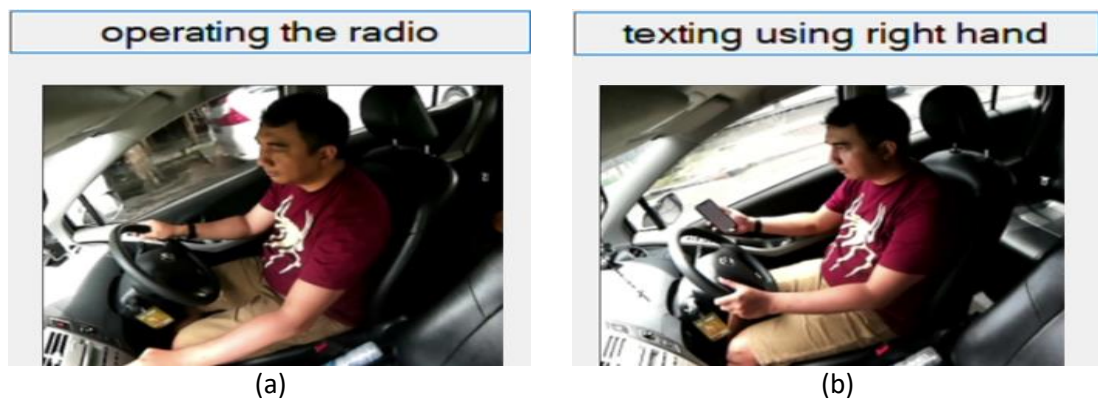 operating the radio
texting using right hand
(a)
(b)